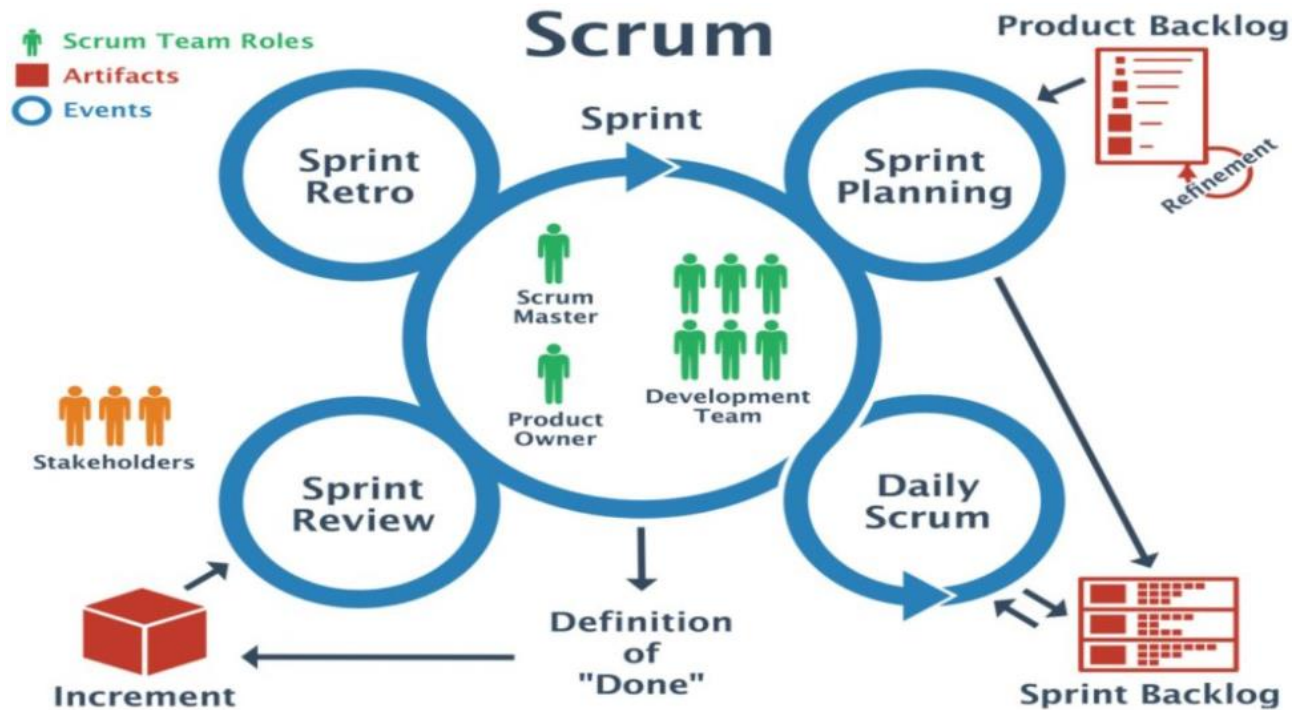 Scrum
Scrum Team Roles
Artifacts
Events
Product Backlog
Refinement
Sprint
Sprint
Retro
Sprint
Planning
Scrum
Master
Product
Owner
Development
Team
Stakeholders
Sprint
Review
Daily
Scrum
Increment
Definition
of
"Done"
Sprint Backlog